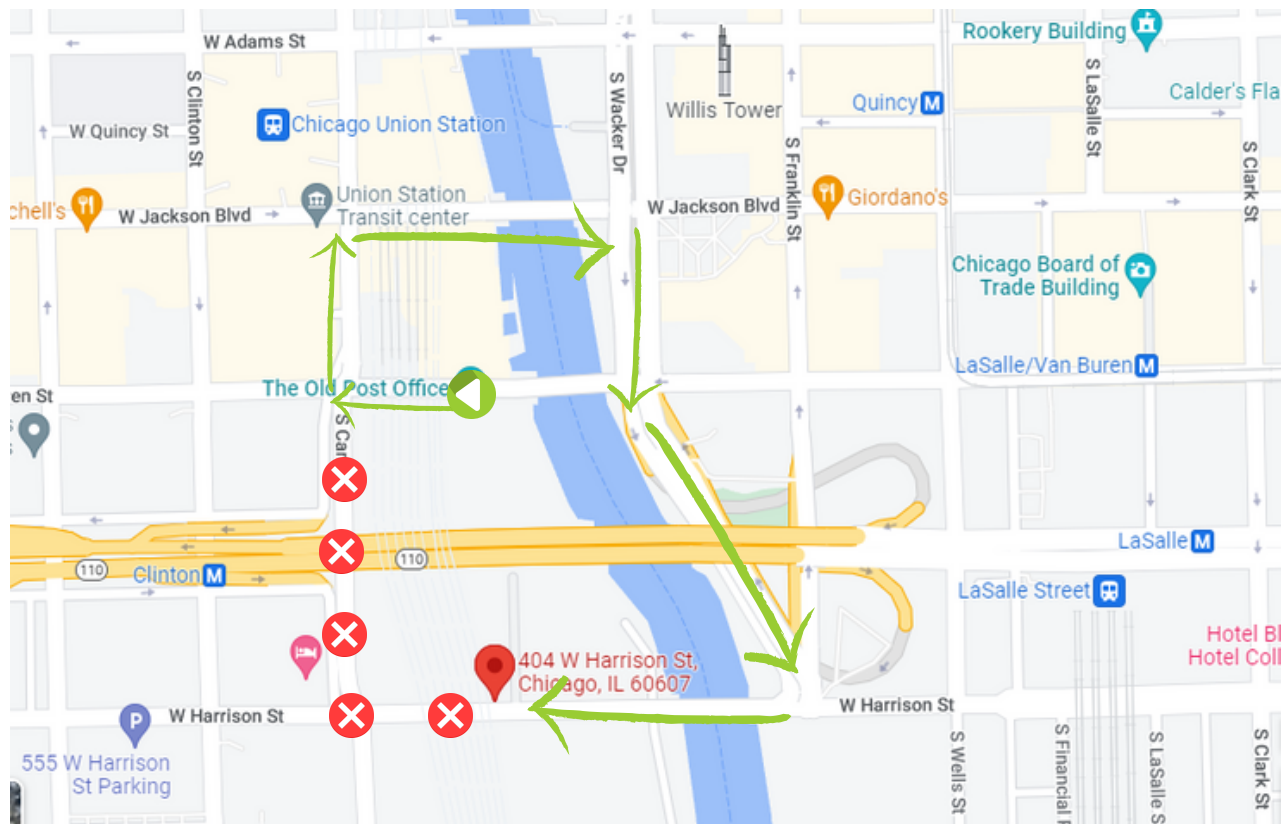 W Adams St
Rookery Building
S Clinton St
S Wacker Dr
S LaSalle St
Calder's Fla
Willis Tower
Quincy M
W Quincy St
Chicago Union Station
S Franklin St
S Clark St
chell's
W Jackson Blvd
Union Station
Transit center
W Jackson Blvd
Giordano's
Chicago Board of
Trade Building
LaSalle/Van Buren M
The Old Post Office
en St
S Car
110
110
Clinton M
LaSalle M
LaSalle Street
404 W Harrison St,
Chicago, IL 60607
Hotel Bl
Hotel Coll
P
W Harrison St
W Harrison St
555 W Harrison
St Parking
S Wells St
S Financial
S LaSalle S
S Clark St